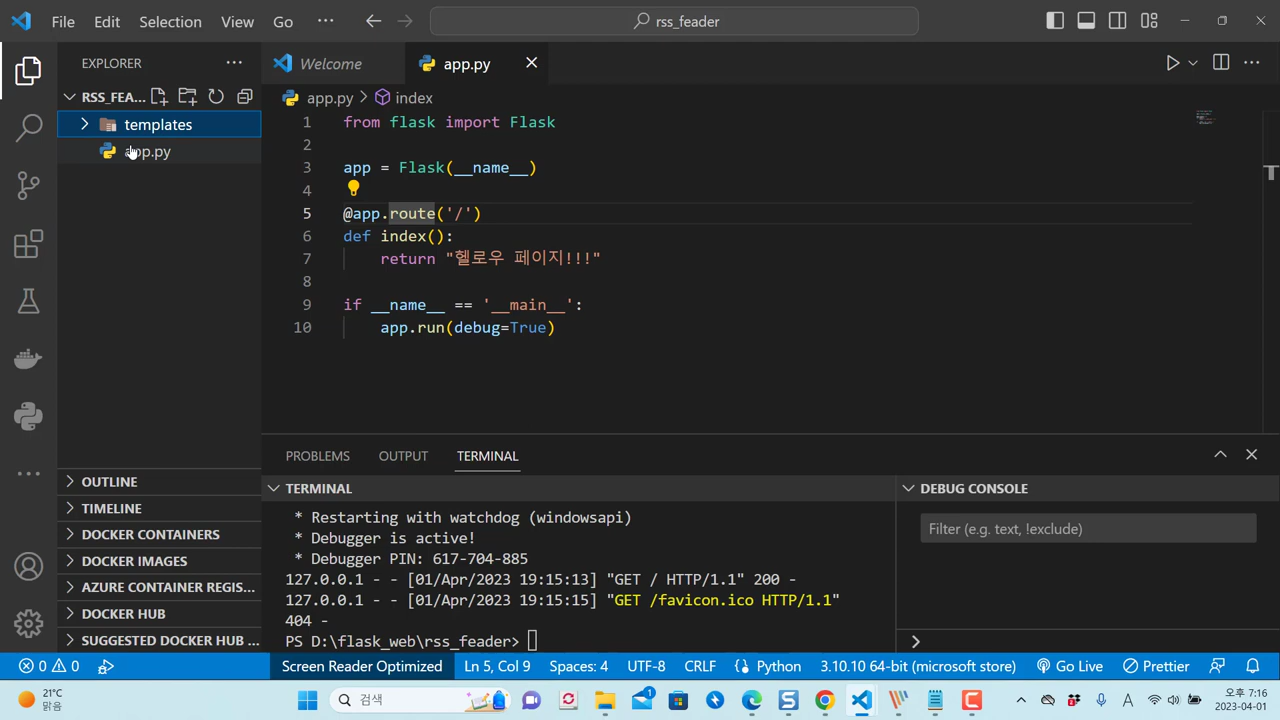 File Edit Selection View Go ··· rss_feader
EXPLORER ···
Welcome
app.py
RSS_FEA...
app.py > index
templates
app.py
1 from flask import Flask
2
3 app = Flask(__name__)
4
5 @app.route('/')
6 def index():
7 return "헬로우 페이지!!!"
8
9 if __name__ == '__main__':
10 app.run(debug=True)
OUTLINE
TIMELINE
DOCKER CONTAINERS
DOCKER IMAGES
AZURE CONTAINER REGIS...
DOCKER HUB
SUGGESTED DOCKER HUB ...
PROBLEMS OUTPUT TERMINAL
TERMINAL
* Restarting with watchdog (windowsapi)
* Debugger is active!
* Debugger PIN: 617-704-885
127.0.0.1 - - [01/Apr/2023 19:15:13] "GET / HTTP/1.1" 200 -
127.0.0.1 - - [01/Apr/2023 19:15:15] "GET /favicon.ico HTTP/1.1"
404 -
PS D:\flask_web\rss_feader>
DEBUG CONSOLE
Filter (e.g. text, !exclude)
0 0 Screen Reader Optimized Ln 5, Col 9 Spaces: 4 UTF-8 CRLF Python 3.10.10 64-bit (microsoft store) Go Live Prettier
21°C
맑음
검색
1
A
오후 7:16
2023-04-01